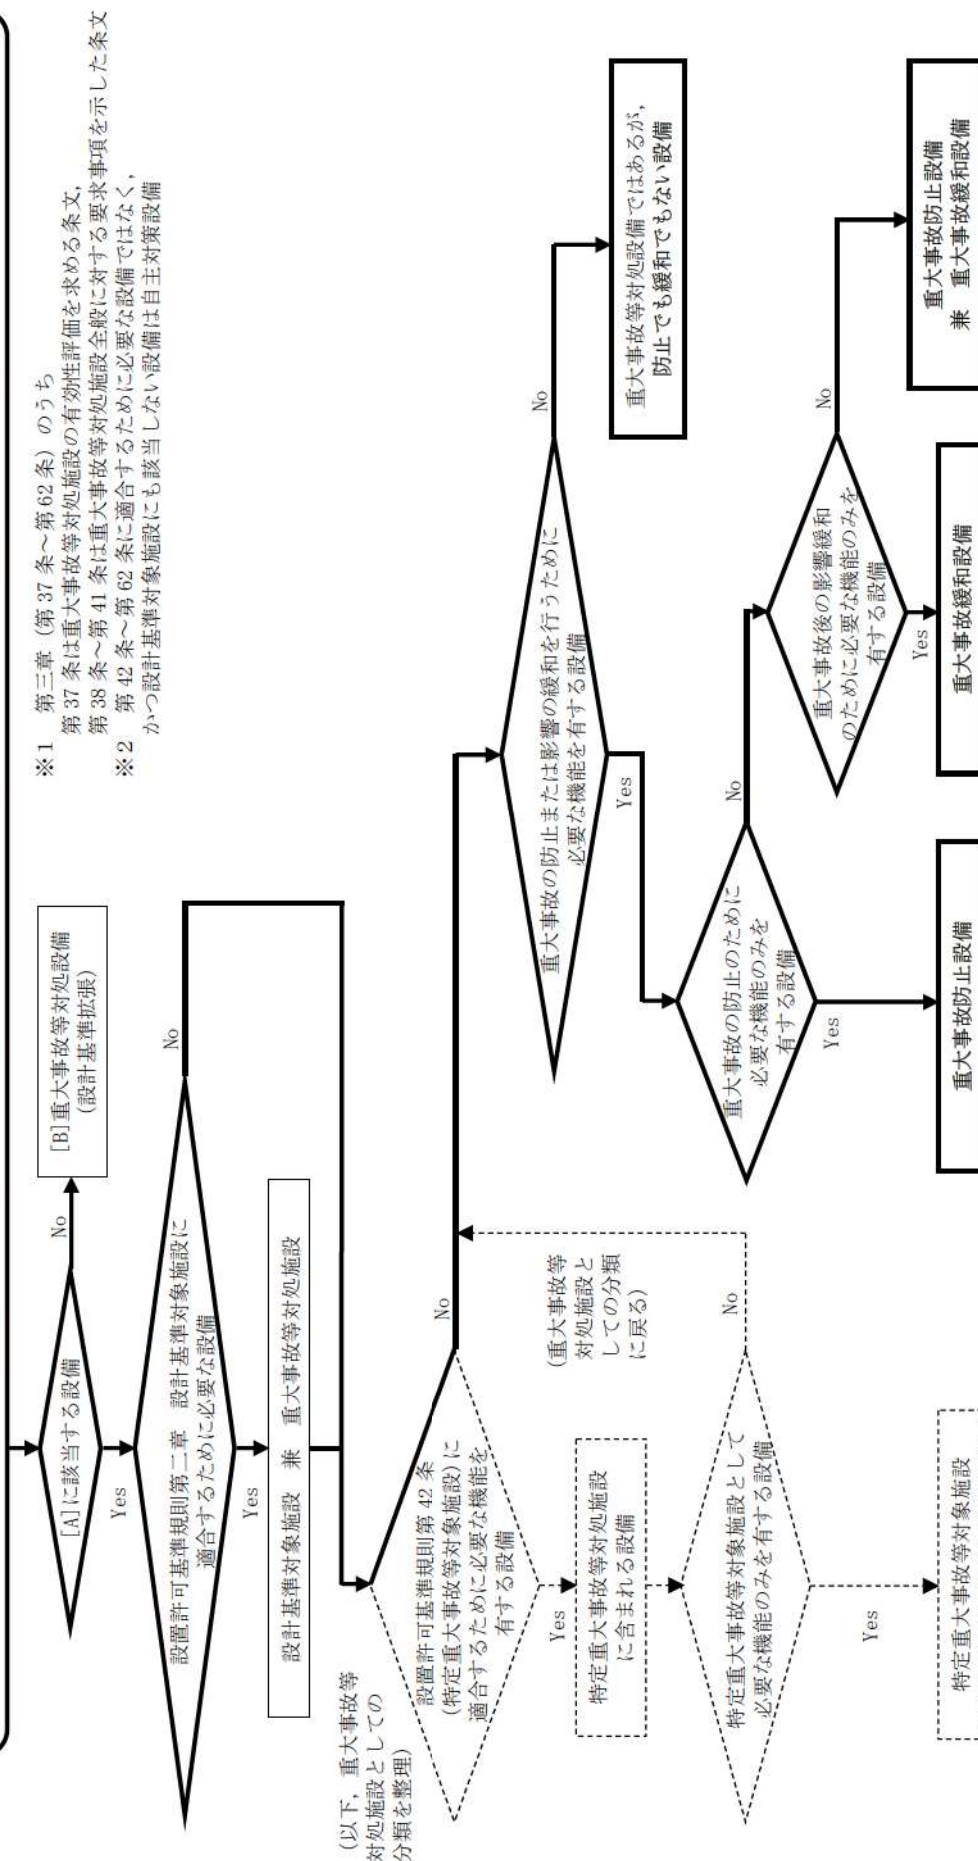 ※1　第三章（第37条～第62条）のうち
第37条は重大事故等対処施設の有効性評価を求める条文，
第38条～第41条は重大事故等対処施設全般に対する要求事項を示した条文
※2　第42条～第62条に適合するために必要な設備ではなく，
かつ設計基準対象施設にも該当しない設備は自主対策設備
[A]に該当する設備
No
[B]重大事故等対処設備
(設計基準拡張)
Yes
設置許可基準規則第二章　設計基準対象施設に
適合するために必要な設備
No
Yes
設計基準対象施設　兼　重大事故等対処施設
(以下，重大事故等
対処施設としての
分類を整理)
設置許可基準規則第42条
(特定重大事故等対象施設)に
適合するために必要な機能を
有する設備
No
Yes
特定重大事故等対処施設
に含まれる設備
(重大事故等
対処施設と
しての分類
に戻る)
特定重大事故等対象施設として
必要な機能のみを有する設備
No
Yes
特定重大事故等対象施設
重大事故の防止または影響の緩和を行うために
必要な機能を有する設備
No
重大事故等対処設備ではあるが，
防止でも緩和でもない設備
Yes
重大事故の防止のために
必要な機能のみを
有する設備
No
Yes
重大事故防止設備
重大事故後の影響緩和
のために必要な機能のみを
有する設備
No
Yes
重大事故緩和設備
重大事故防止設備
兼　重大事故緩和設備